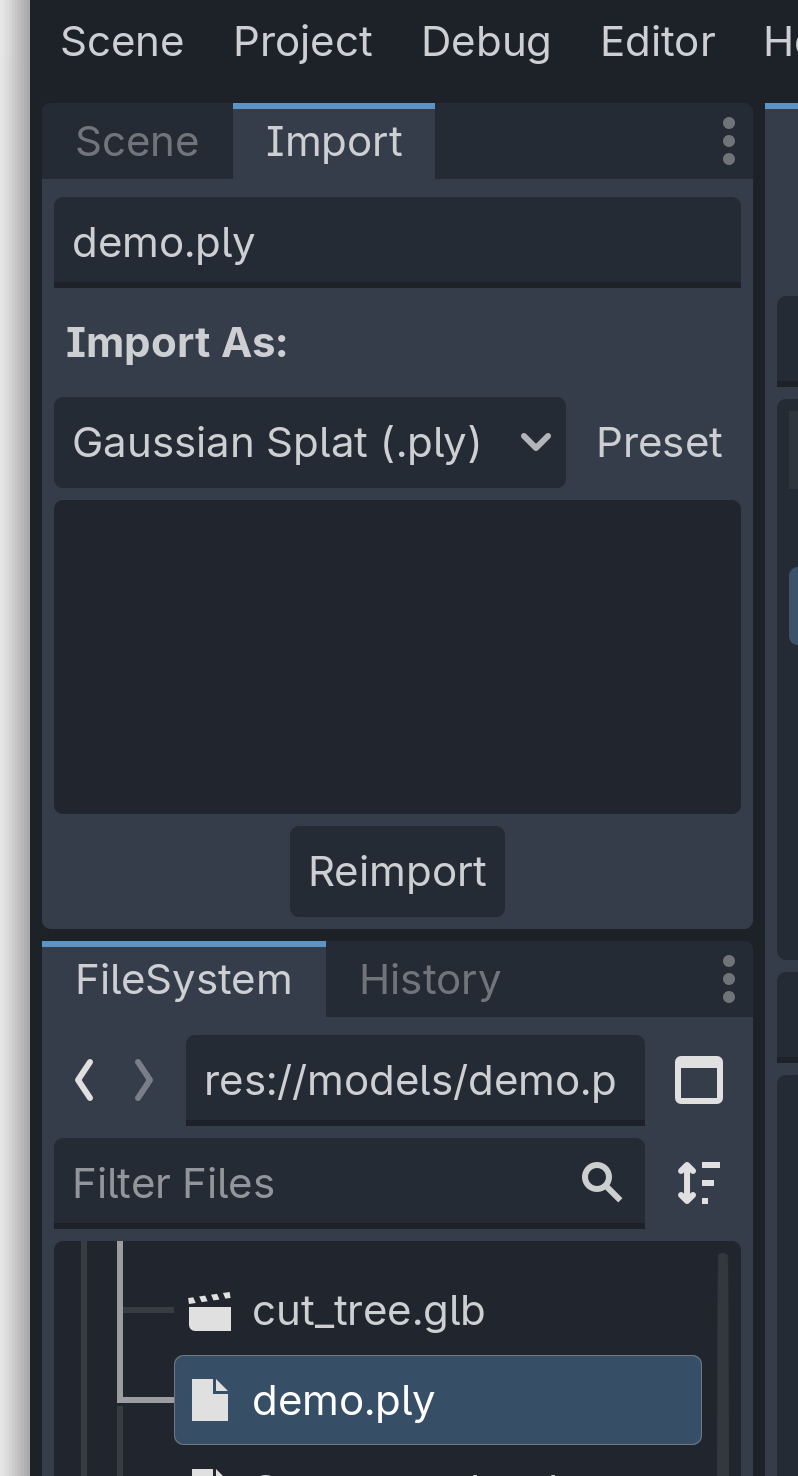 Scene Project Debug Editor
Scene Import
demo.ply
Import As:
Gaussian Splat (.ply) Preset
Reimport
FileSystem History
res://models/demo.p
Filter Files
cut_tree.glb
demo.ply